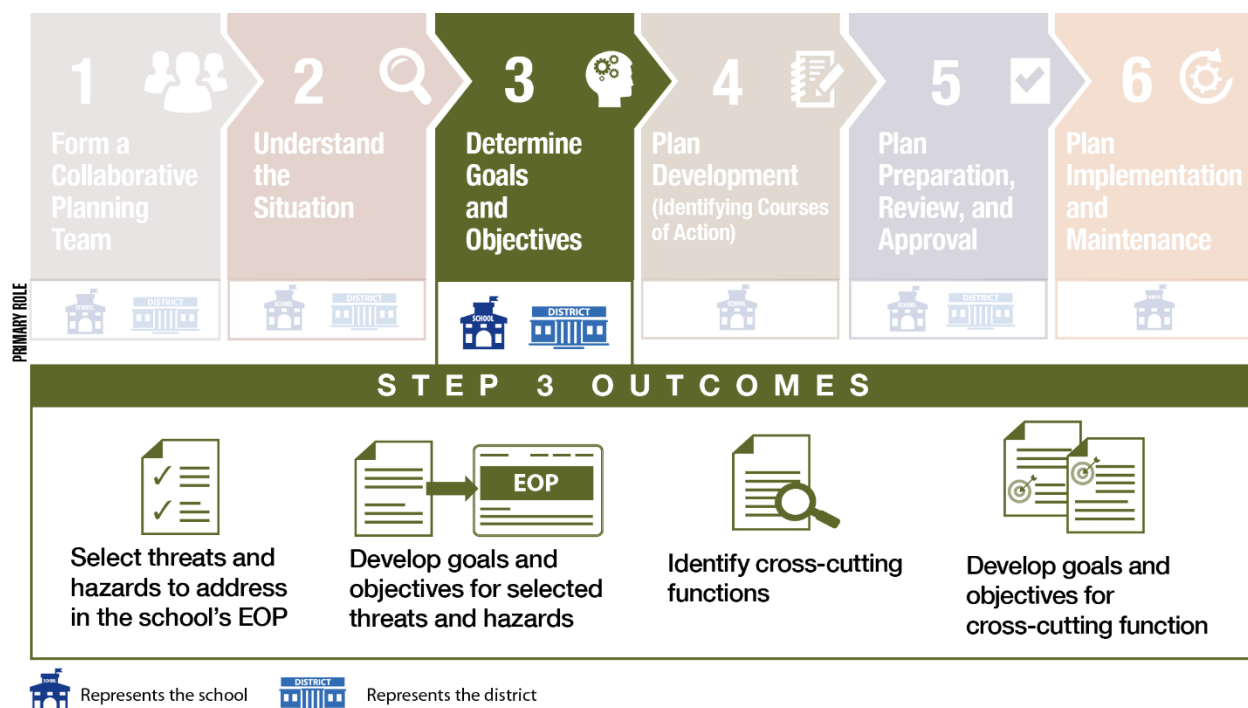 1
Form a
Collaborative
Planning
Team
2
Understand
the
Situation
3
Determine
Goals
and
Objectives
4
Plan
Development
(Identifying Courses
of Action)
5
Plan
Preparation,
Review, and
Approval
6
Plan
Implementation
and
Maintenance
PRIMARY ROLE
SCHOOL
DISTRICT
SCHOOL
DISTRICT
SCHOOL
DISTRICT
SCHOOL
SCHOOL
DISTRICT
SCHOOL
STEP 3 OUTCOMES
EOP
Select threats and
hazards to address
in the school's EOP
Develop goals and
objectives for selected
threats and hazards
Identify cross-cutting
functions
Develop goals and
objectives for
cross-cutting function
SCHOOL
Represents the school
DISTRICT
Represents the district